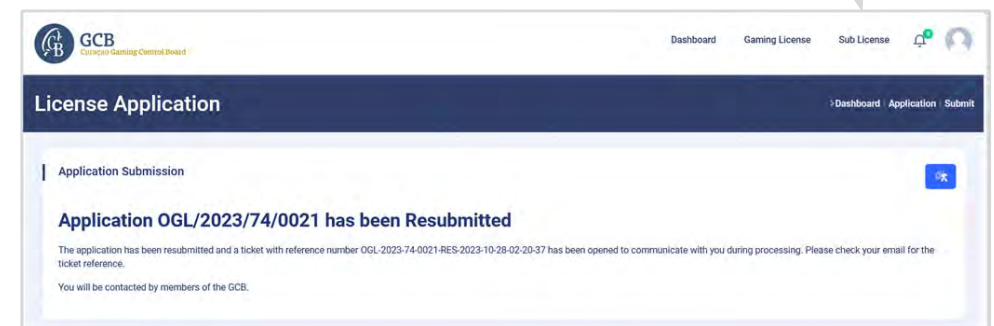 GCB
Curaçao Gaming Control Board
Dashboard Gaming License Sub License
License Application
>Dashboard | Application | Submit
Application Submission
Application OGL/2023/74/0021 has been Resubmitted
The application has been resubmitted and a ticket with reference number OGL-2023-74-0021-RES-2023-10-28-02-20-37 has been opened to communicate with you during processing. Please check your email for the
ticket reference.
You will be contacted by members of the GCB.